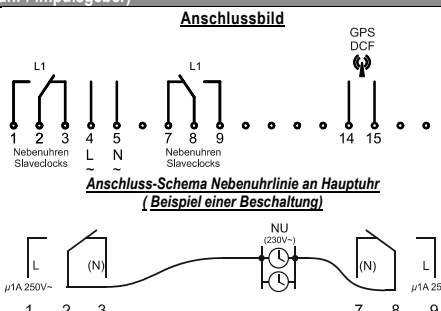 Anschlussbild
GPS
DCF
L1
L1
1 2 3 4 5 7 8 9 14 15
Nebenuhren
Slaveclocks
L
~
N
~
Nebenuhren
Slaveclocks
Anschluss-Schema Nebenuhrlinie an Hauptuhr
( Beispiel einer Beschaltung)
NU
(230V~)
L
(N)
(N)
L
µ1A 250V~
µ1A 25
1 2 3 7 8 9